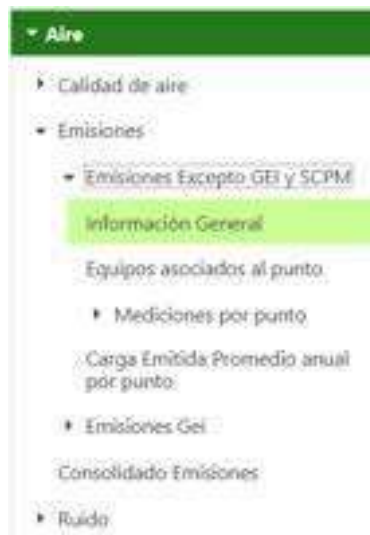 Aire
Calidad de aire
Emisiones
Emisiones Excepto GEI y SCPM
Información General
Equipos asociados al punto
Mediciones por punto
Carga Emitida Promedio anual
por punto
Emisiones Gei
Consolidado Emisiones
Ruido